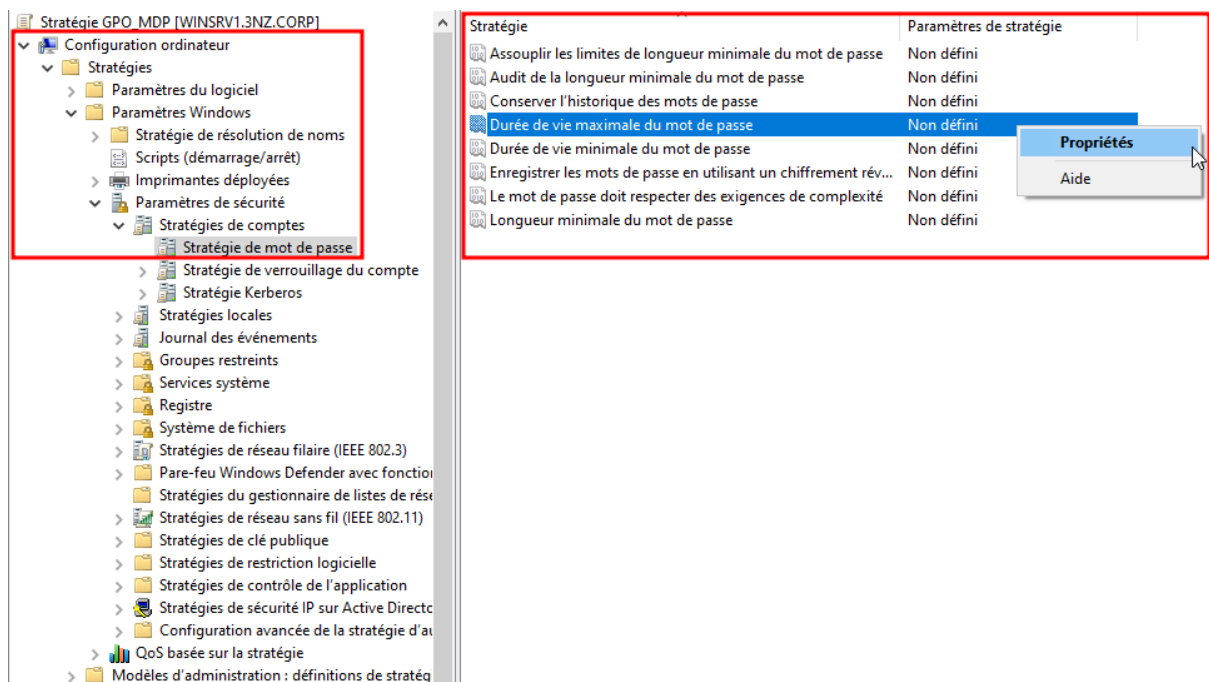 Stratégie GPO_MDP [WINSRV1.3NZ.CORP]
Configuration ordinateur
Stratégies
Paramètres du logiciel
Paramètres Windows
Stratégie de résolution de noms
Scripts (démarrage/arrêt)
Imprimantes déployées
Paramètres de sécurité
Stratégies de comptes
Stratégie de mot de passe
Stratégie de verrouillage du compte
Stratégie Kerberos
Stratégies locales
Journal des événements
Groupes restreints
Services système
Registre
Système de fichiers
Stratégies de réseau filaire (IEEE 802.3)
Pare-feu Windows Defender avec fonction
Stratégies du gestionnaire de listes de rése
Stratégies de réseau sans fil (IEEE 802.11)
Stratégies de clé publique
Stratégies de restriction logicielle
Stratégies de contrôle de l'application
Stratégies de sécurité IP sur Active Directo
Configuration avancée de la stratégie d'au
QoS basée sur la stratégie
Modèles d'administration : définitions de stratég
Stratégie Paramètres de stratégie
Assouplir les limites de longueur minimale du mot de passe Non défini
Audit de la longueur minimale du mot de passe Non défini
Conserver l'historique des mots de passe Non défini
Durée de vie maximale du mot de passe Non défini
Durée de vie minimale du mot de passe Non défini
Enregistrer les mots de passe en utilisant un chiffrement rév... Non défini
Le mot de passe doit respecter des exigences de complexité Non défini
Longueur minimale du mot de passe Non défini
Propriétés
Aide